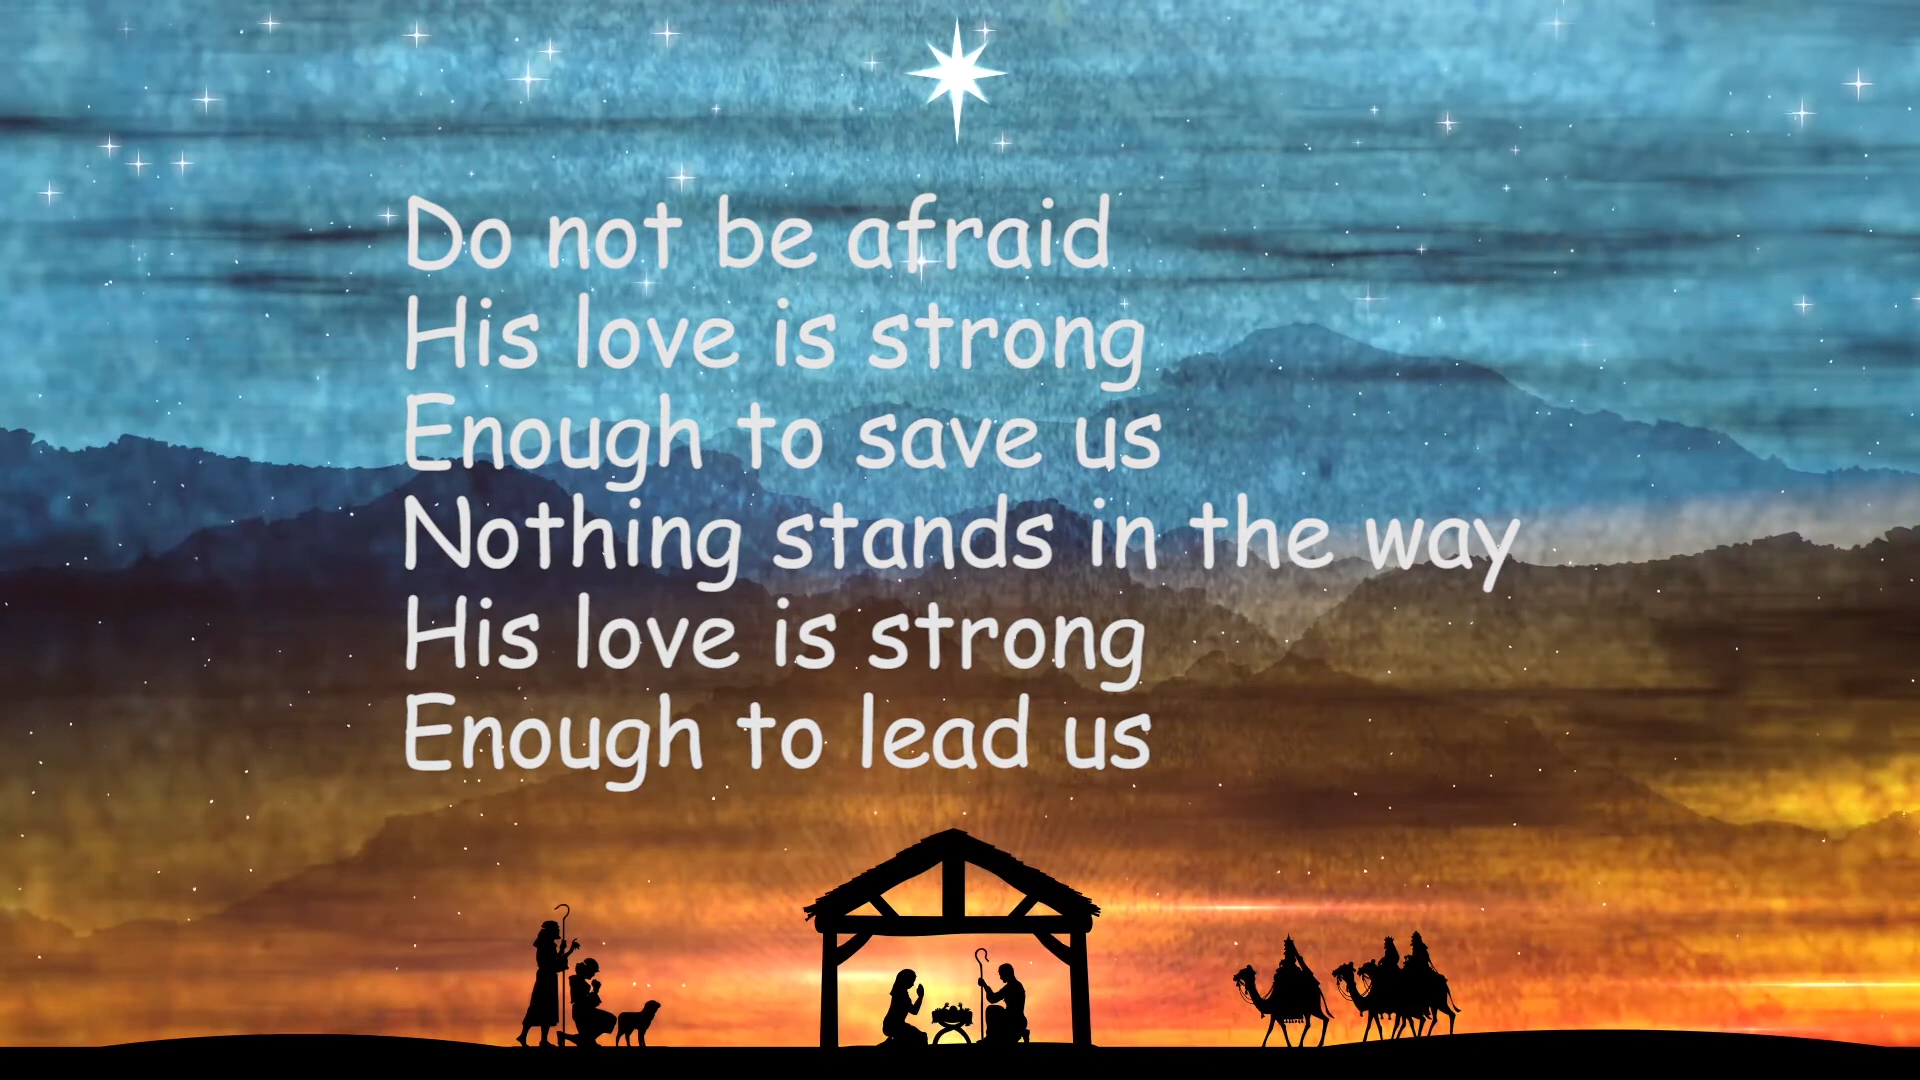 Do not be afraid
His love is strong
Enough to save us
Nothing stands in the way
His love is strong
Enough to lead us